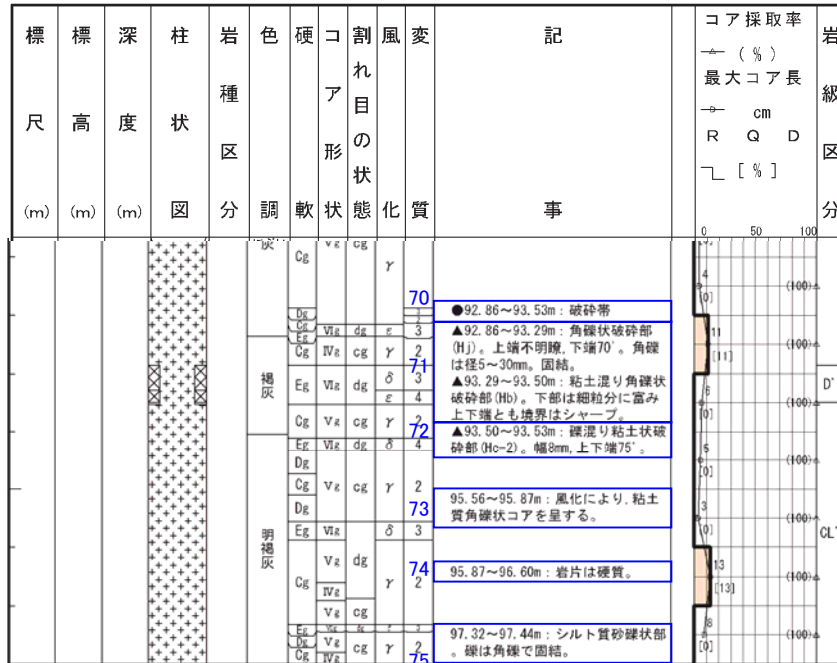 標尺(m)
標高(m)
深度(m)
柱状図
岩種区分
色調
硬軟
コア形状
割れ目の状態
風化
変質
記事
コア採取率
(%)
最大コア長
cm
R Q D
[%]
0 50 100
岩級区分
灰
褐灰
明褐灰
Cg
Dg
Cg
Eg
Cg
Eg
Cg
Eg
Dg
Cg
Dg
Eg
Cg
Eg
Dg
Cg
Vg
VIg
IVg
VIg
Vg
VIg
Vg
VIg
Vg
IVg
Vg
Vg
IVg
cg
dg
cg
dg
cg
dg
cg
dg
cg
cg
γ
ε
γ
δ
ε
γ
δ
γ
δ
γ
γ
3
2
3
4
2
4
2
3
2
2
70
71
72
73
74
75
●92.86～93.53m：破砕帯
▲92.86～93.29m：角礫状破砕部
(Hj)。上端不明瞭,下端70°。角礫
は径5～30mm。固結。
▲93.29～93.50m：粘土混り角礫状
破砕部(Hb)。下部は細粒分に富み
上下端とも境界はシャープ。
▲93.50～93.53m：礫混り粘土状破
砕部(Hc-2)。幅8mm,上下端75°。
95.56～95.87m：風化により,粘土
質角礫状コアを呈する。
95.87～96.60m：岩片は硬質。
97.32～97.44m：シルト質砂礫状部
。礫は角礫で固結。
[0]
4
(100)
[0]
11
(100)
[11]
6
(100)
[0]
5
(100)
[0]
3
(100)
[0]
13
(100)
[13]
8
(100)
[0]
D'
CL'